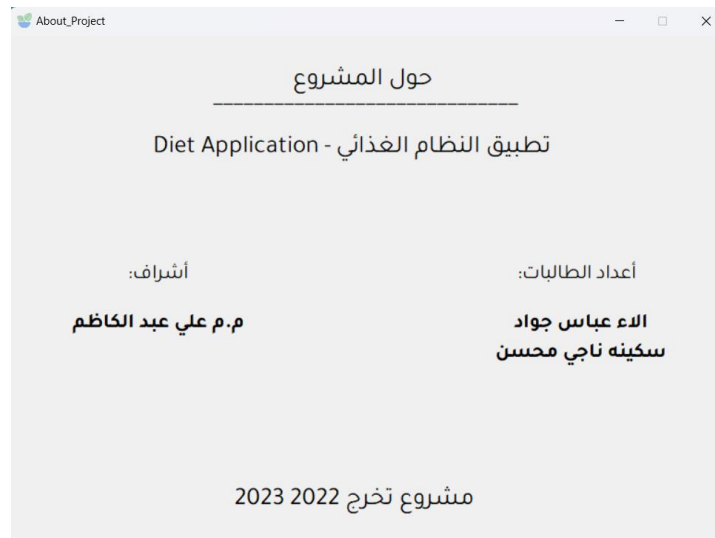 About_Project
حول المشروع
------------------------------
تطبيق النظام الغذائي - Diet Application
أعداد الطالبات:
الاء عباس جواد
سكينه ناجي محسن
أشراف:
م.م علي عبد الكاظم
مشروع تخرج 2022 2023